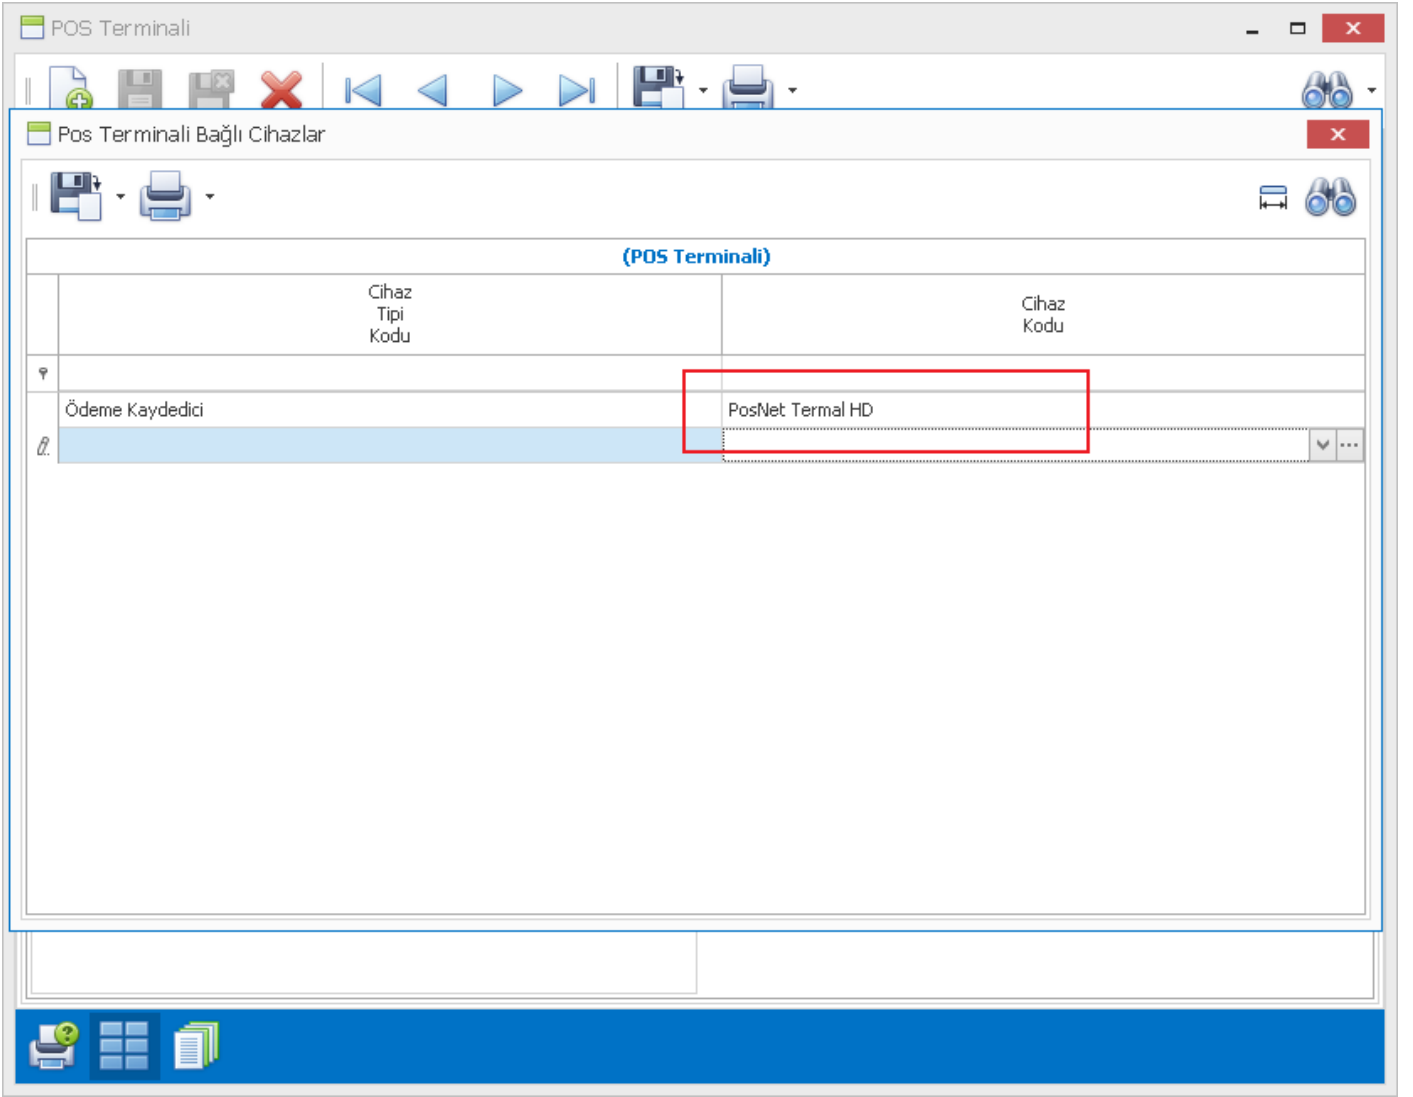 POS Terminali
Pos Terminali Bağlı Cihazlar
(POS Terminali)
Cihaz
Tipi
Kodu
Cihaz
Kodu
Ödeme Kaydedici
PosNet Termal HD